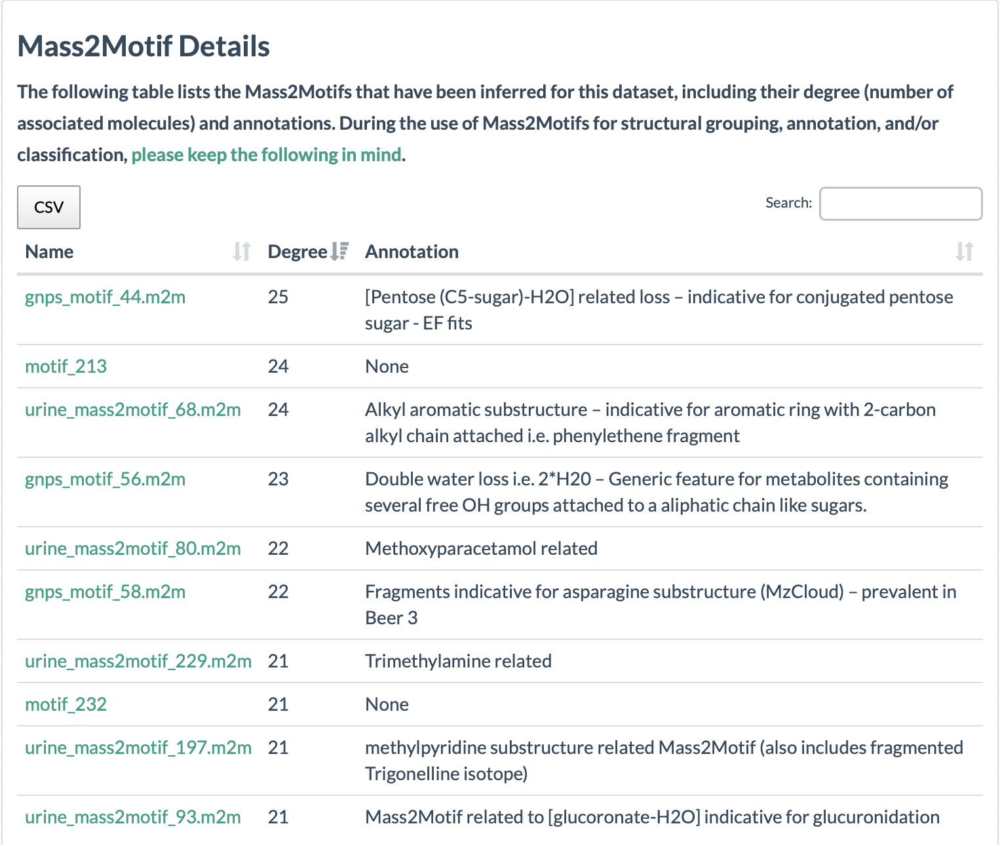 Mass2Motif Details
The following table lists the Mass2Motifs that have been inferred for this dataset, including their degree (number of
associated molecules) and annotations. During the use of Mass2Motifs for structural grouping, annotation, and/or
classification, please keep the following in mind.
CSV
Search:
Name Degree Annotation
gnps_motif_44.m2m 25 [Pentose (C5-sugar)-H2O] related loss – indicative for conjugated pentose
sugar - EF fits
motif_213 24 None
urine_mass2motif_68.m2m 24 Alkyl aromatic substructure – indicative for aromatic ring with 2-carbon
alkyl chain attached i.e. phenylethene fragment
gnps_motif_56.m2m 23 Double water loss i.e. 2*H20 – Generic feature for metabolites containing
several free OH groups attached to a aliphatic chain like sugars.
urine_mass2motif_80.m2m 22 Methoxyparacetamol related
gnps_motif_58.m2m 22 Fragments indicative for asparagine substructure (MzCloud) – prevalent in
Beer 3
urine_mass2motif_229.m2m 21 Trimethylamine related
motif_232 21 None
urine_mass2motif_197.m2m 21 methylpyridine substructure related Mass2Motif (also includes fragmented
Trigonelline isotope)
urine_mass2motif_93.m2m 21 Mass2Motif related to [glucoronate-H2O] indicative for glucuronidation